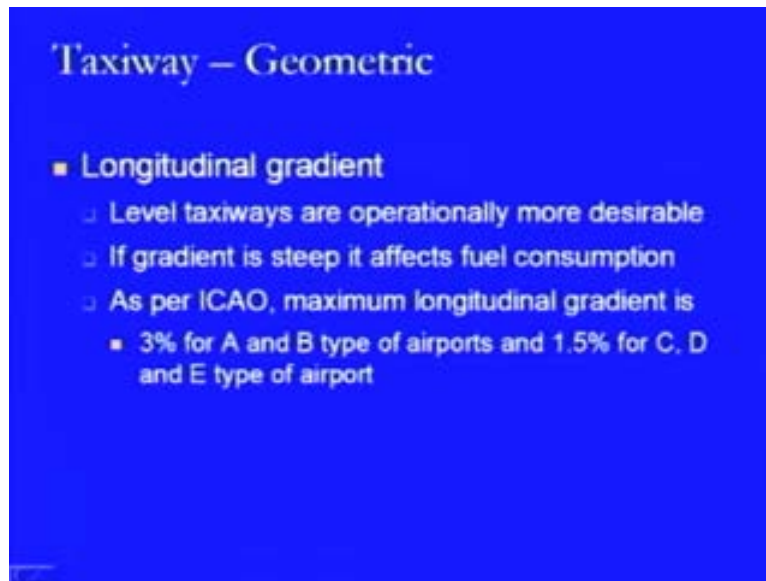 Taxiway – Geometric
Longitudinal gradient
Level taxiways are operationally more desirable
If gradient is steep it affects fuel consumption
As per ICAO, maximum longitudinal gradient is
3% for A and B type of airports and 1.5% for C, D
and E type of airport